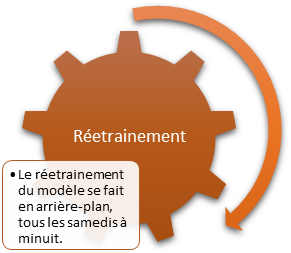 Réetrainement
• Le réetrainement
du modèle se fait
en arrière-plan,
tous les samedis à
minuit.